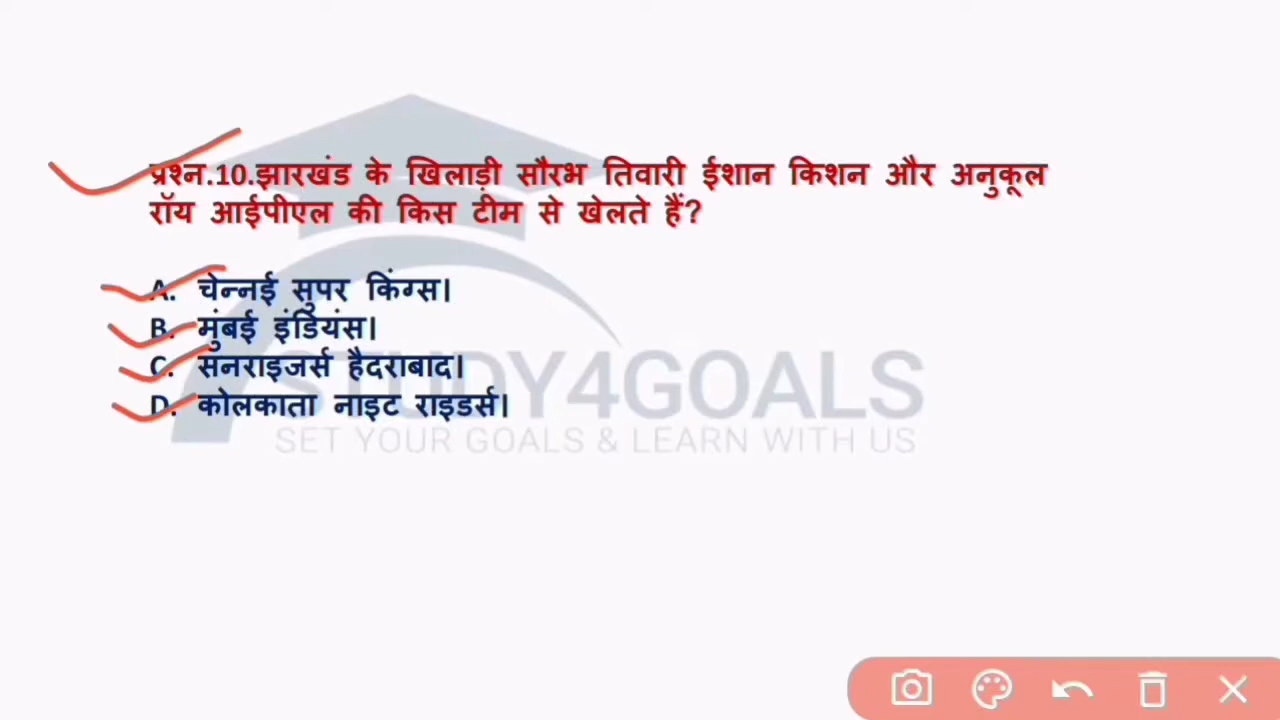 प्रश्न.10.झारखंड के खिलाड़ी सौरभ तिवारी ईशान किशन और अनुकूल
रॉय आईपीएल की किस टीम से खेलते हैं?
A. चेन्नई सुपर किंग्स।
B. मुंबई इंडियंस।
C. सनराइजर्स हैदराबाद।
D. कोलकाता नाइट राइडर्स।
STUDY4GOALS
SET YOUR GOALS & LEARN WITH US